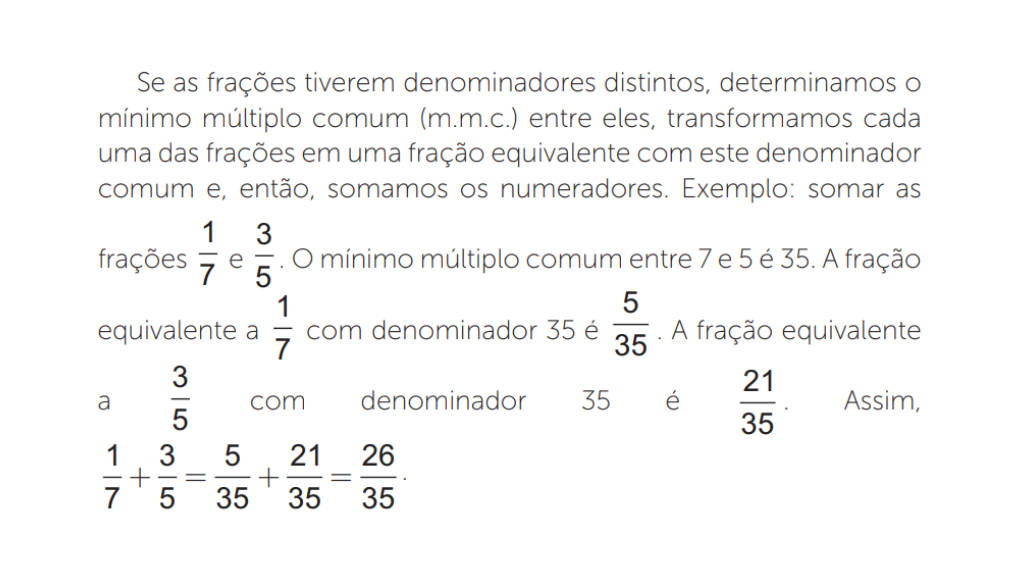 Se as frações tiverem denominadores distintos, determinamos o
mínimo múltiplo comum (m.m.c.) entre eles, transformamos cada
uma das frações em uma fração equivalente com este denominador
comum e, então, somamos os numeradores. Exemplo: somar as
frações 1/7 e 3/5. O mínimo múltiplo comum entre 7 e 5 é 35. A fração
equivalente a 1/7 com denominador 35 é 5/35. A fração equivalente
a 3/5 com denominador 35 é 21/35. Assim,
1/7 + 3/5 = 5/35 + 21/35 = 26/35.